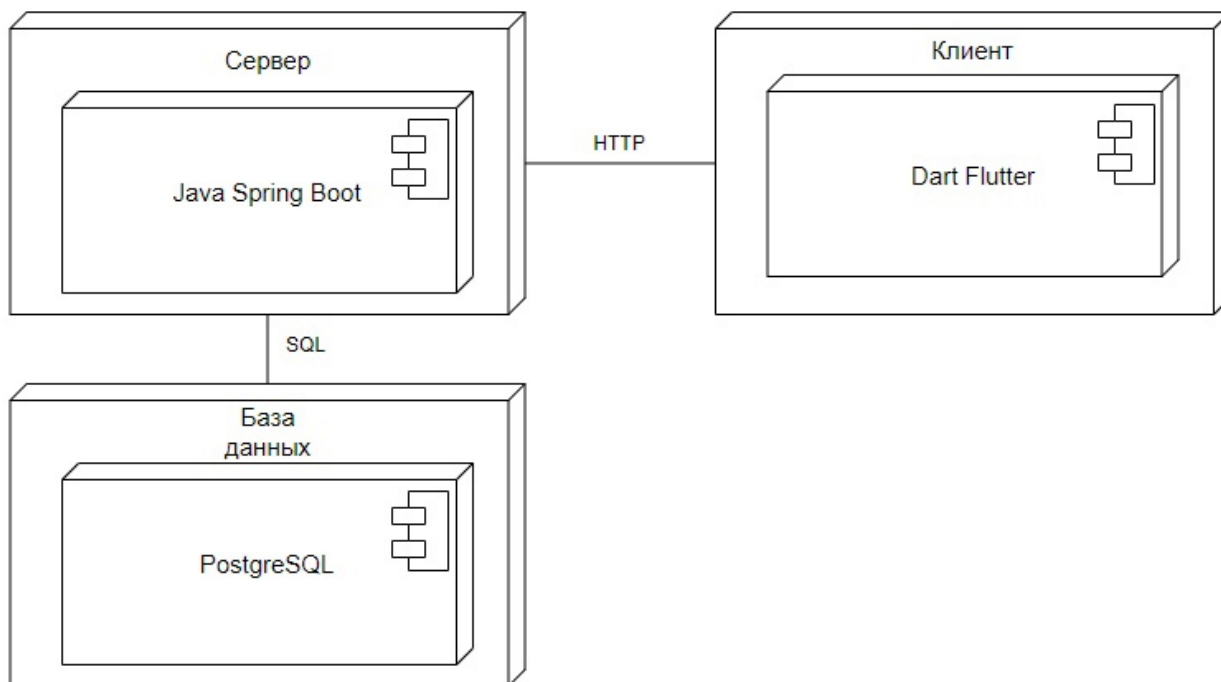 Сервер
Java Spring Boot
HTTP
Клиент
Dart Flutter
SQL
База
данных
PostgreSQL